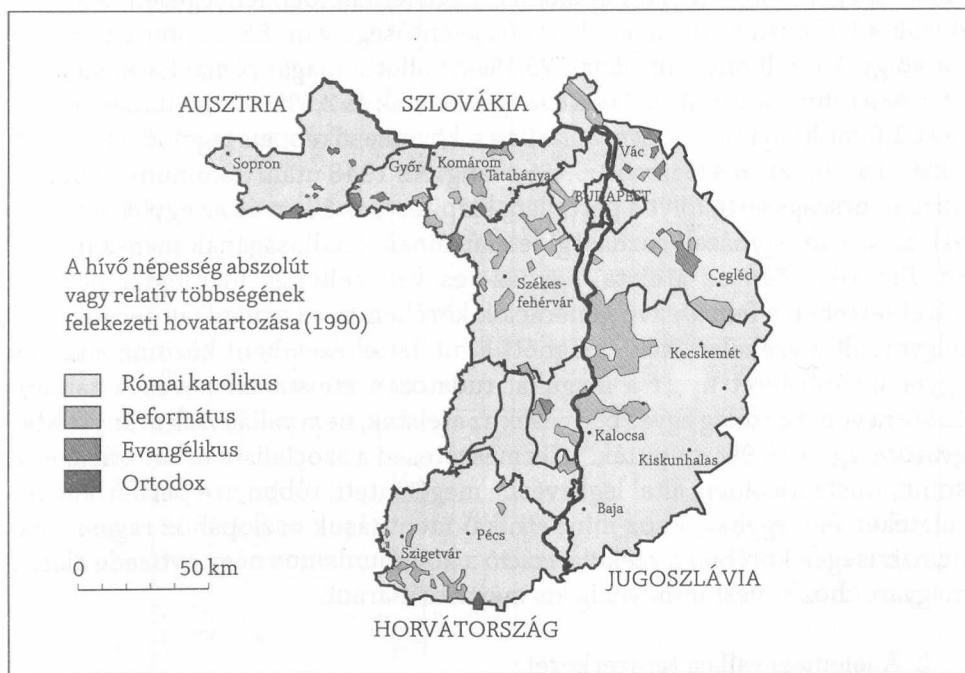 AUSZTRIA
SZLOVÁKIA
Sopron
Győr
Komárom
Tatabánya
Vác
BUDAPEST
A hívő népesség abszolút
vagy relatív többségének
felekezeti hovatartozása (1990)
Székes-
fehérvár
Cegléd
Római katolikus
Református
Evangélikus
Ortodox
Kecskemét
Kalocsa
Kiskunhalas
Baja
Pécs
Szigetvár
0
50 km
JUGOSZLÁVIA
HORVÁTORSZÁG